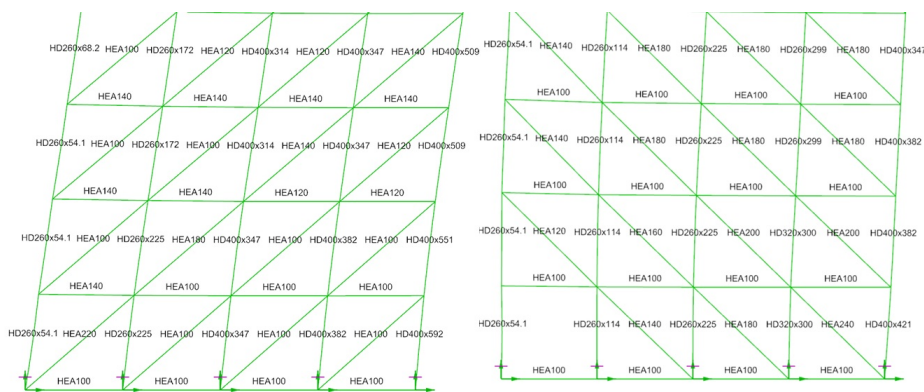 HD260x68.2 HEA100 HD260x172 HEA120 HD400x314 HEA120 HD400x347 HEA140 HD400x509
HEA140 HEA140 HEA140 HEA140
HD260x54.1 HEA100 HD260x172 HEA100 HD400x314 HEA140 HD400x347 HEA120 HD400x509
HEA140 HEA140 HEA120 HEA120
HD260x54.1 HEA100 HD260x225 HEA180 HD400x347 HEA100 HD400x382 HEA100 HD400x551
HEA140 HEA100 HEA100 HEA100
HD260x54.1 HEA220 HD260x225 HEA100 HD400x347 HEA100 HD400x382 HEA100 HD400x592
HEA100 HEA100 HEA100 HEA100
HD260x54.1 HEA140 HD260x114 HEA180 HD260x225 HEA180 HD260x299 HEA180 HD400x347
HEA100 HEA100 HEA100 HEA100
HD260x54.1 HEA140 HD260x114 HEA180 HD260x225 HEA180 HD260x299 HEA180 HD400x382
HEA100 HEA100 HEA100 HEA100
HD260x54.1 HEA120 HD260x114 HEA160 HD260x225 HEA200 HD320x300 HEA200 HD400x382
HEA100 HEA100 HEA100 HEA100
HD260x54.1 HD260x114 HEA140 HD260x225 HEA180 HD320x300 HEA240 HD400x421
HEA100 HEA100 HEA100 HEA100